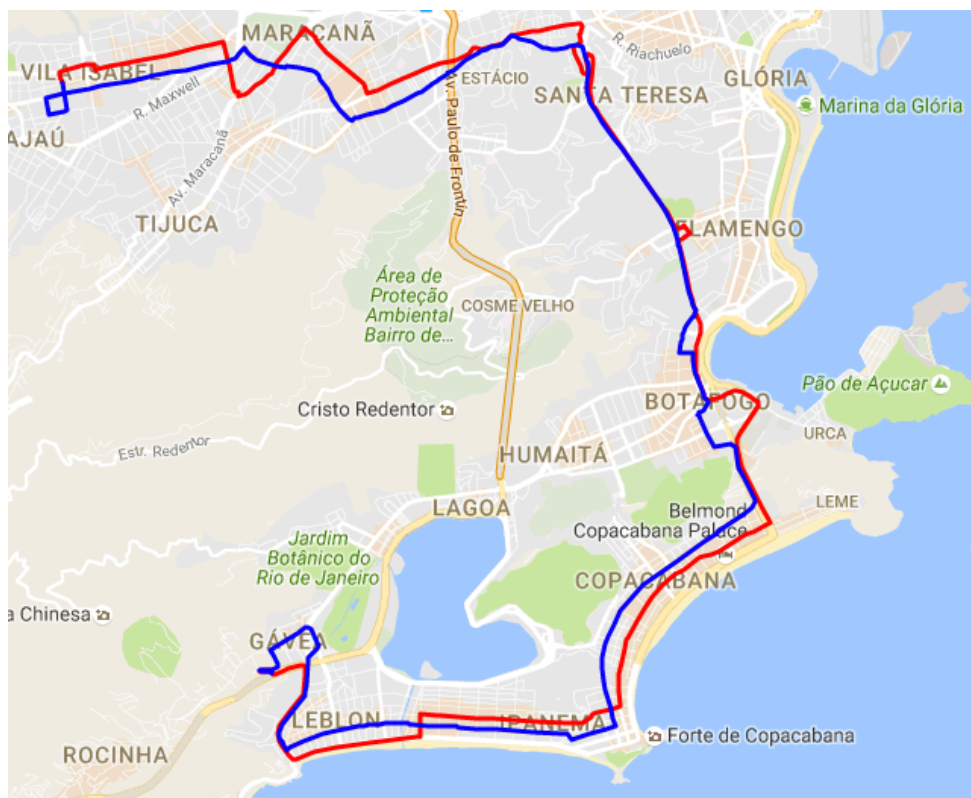 MARACANÃ
R. Riachuelo
VILA ISABEL
ESTÁCIO
GLÓRIA
R. Maxwell
SANTA TERESA
Marina da Glória
AJAÚ
Av. Paulo de Frontin
Av. Maracanã
TIJUCA
FLAMENGO
Área de
Proteção
Ambiental
Bairro de...
COSME VELHO
Pão de Açucar
Cristo Redentor
BOTAFOGO
URCA
Estr. Redentor
HUMAITÁ
LAGOA
LEME
Belmond
Copacabana Palace
Jardim
Botânico do
Rio de Janeiro
COPACABANA
a Chinesa
GÁVEA
LEBLON
IPANEMA
Forte de Copacabana
ROCINHA